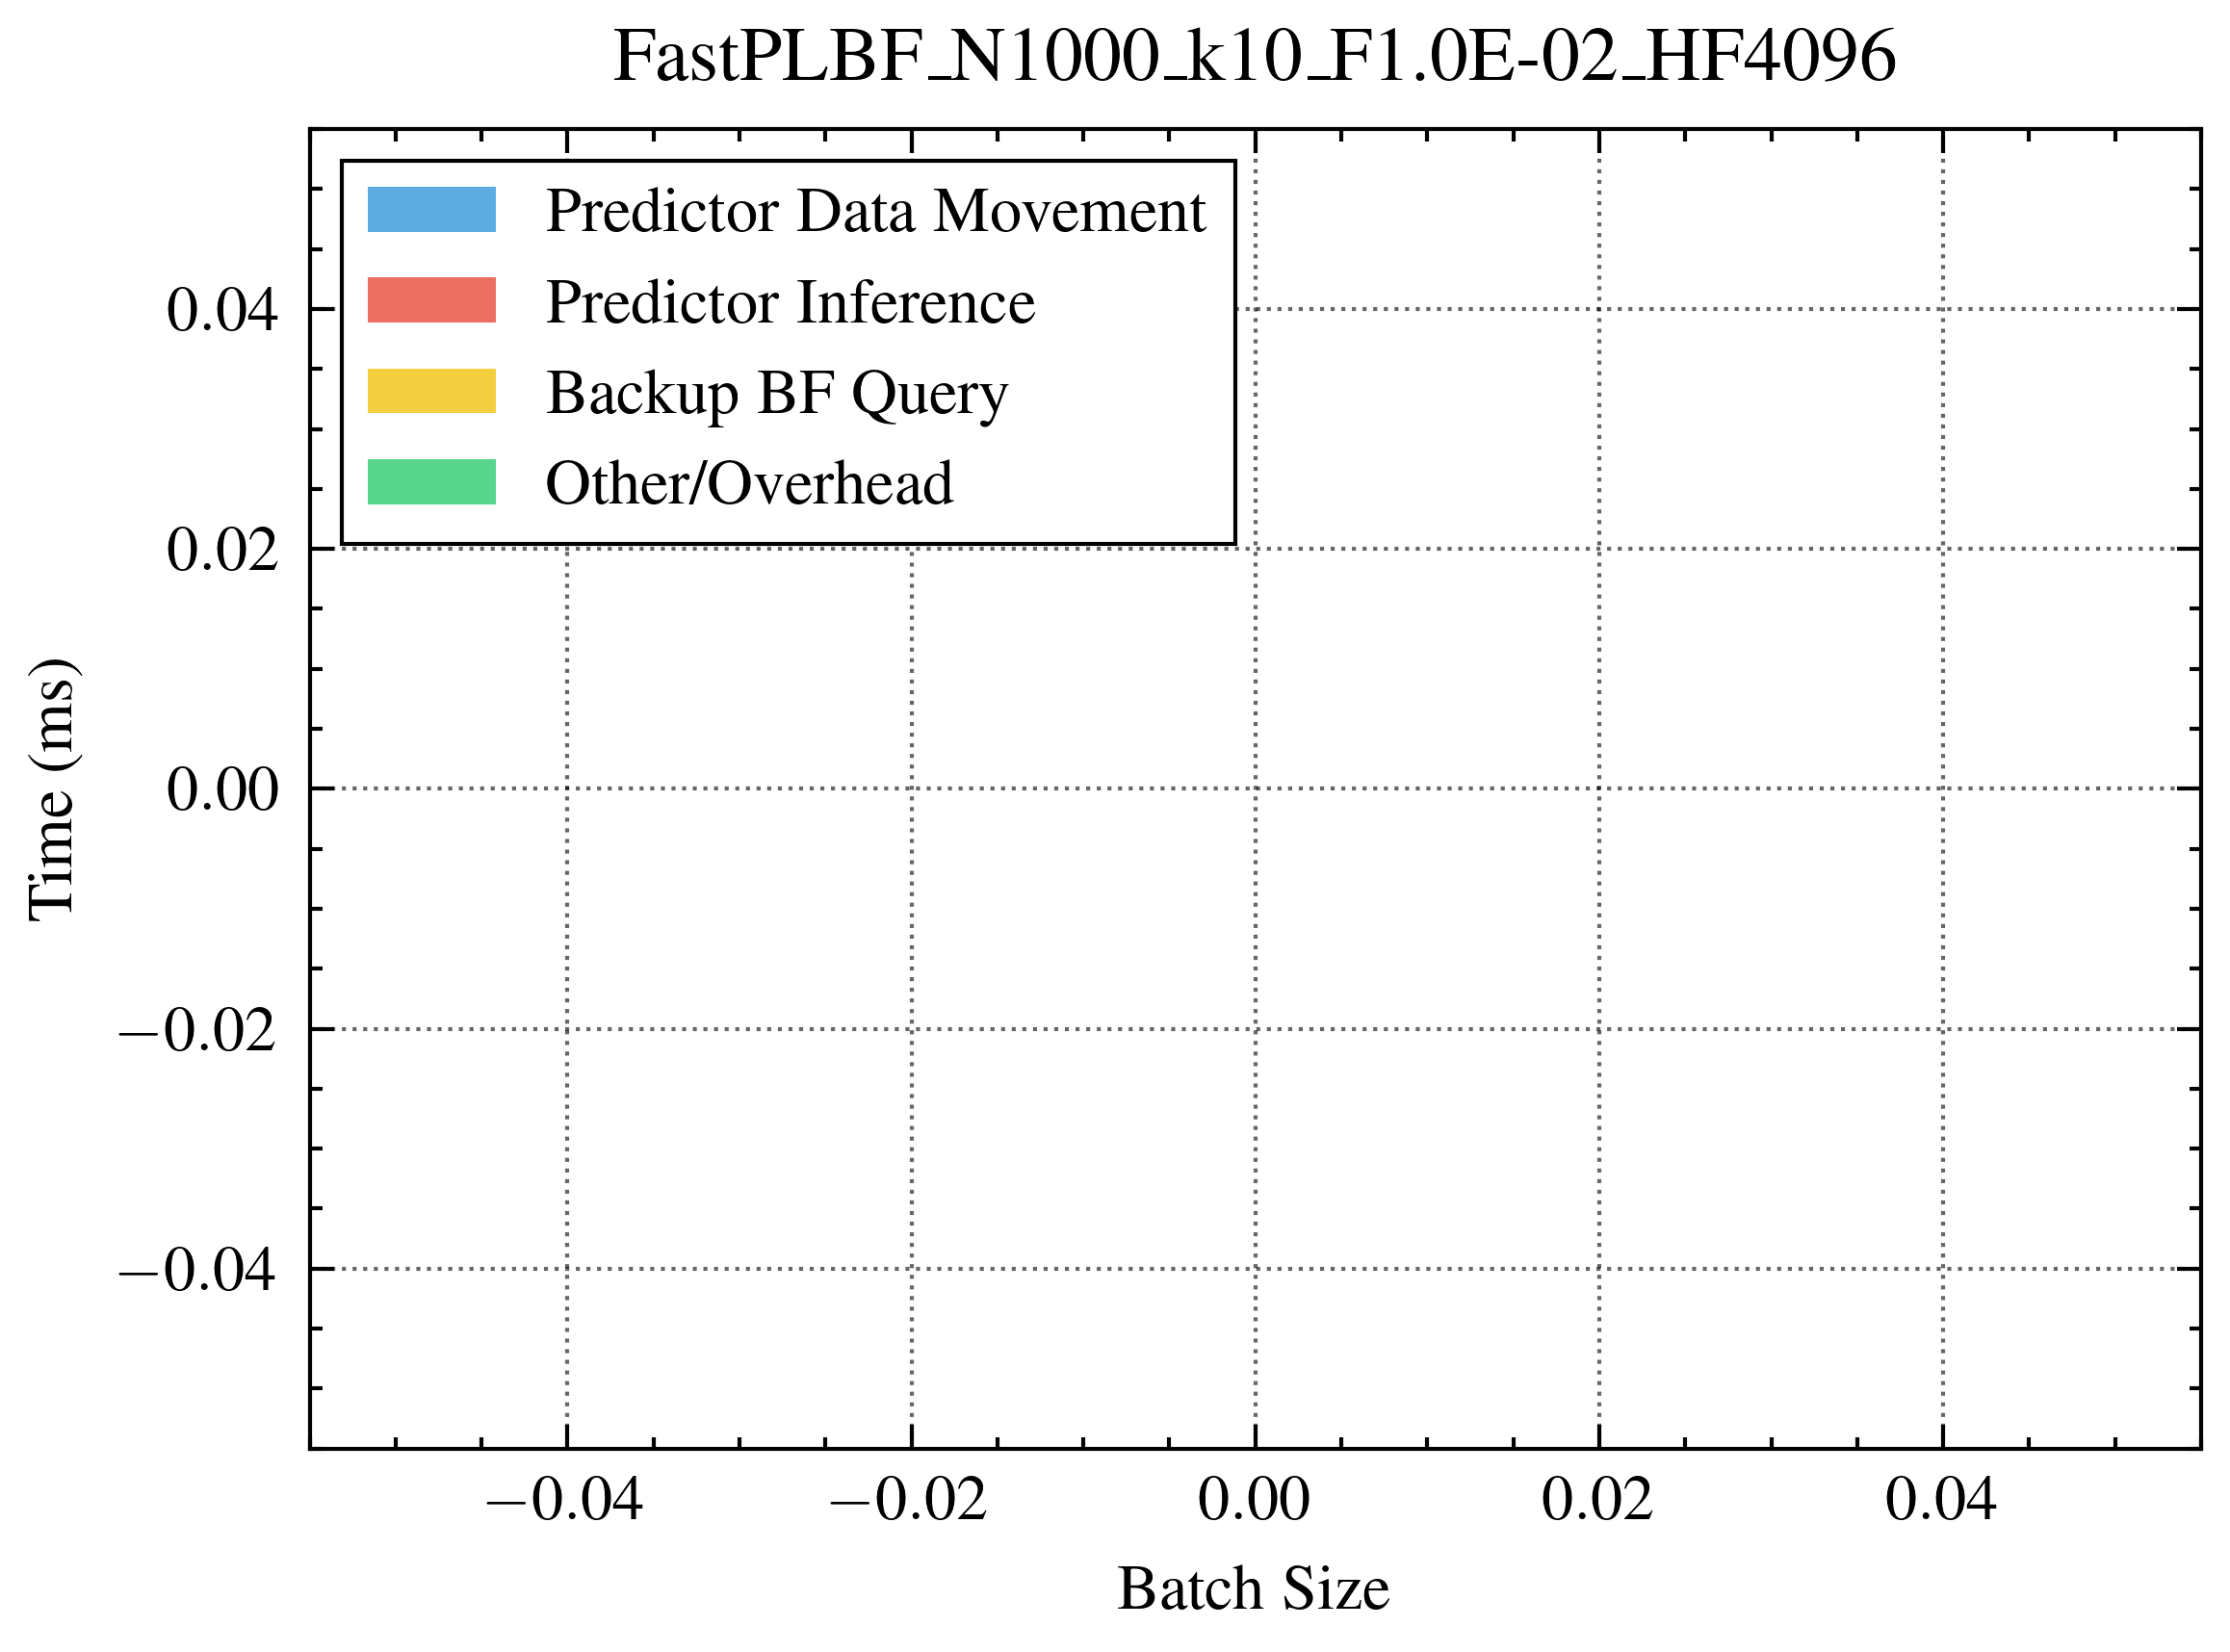 FastPLBF_N1000_k10_F1.0E-02_HF4096
Predictor Data Movement
Predictor Inference
Backup BF Query
Other/Overhead
0.04
0.02
0.00
−0.02
−0.04
Time (ms)
−0.04 −0.02 0.00 0.02 0.04
Batch Size